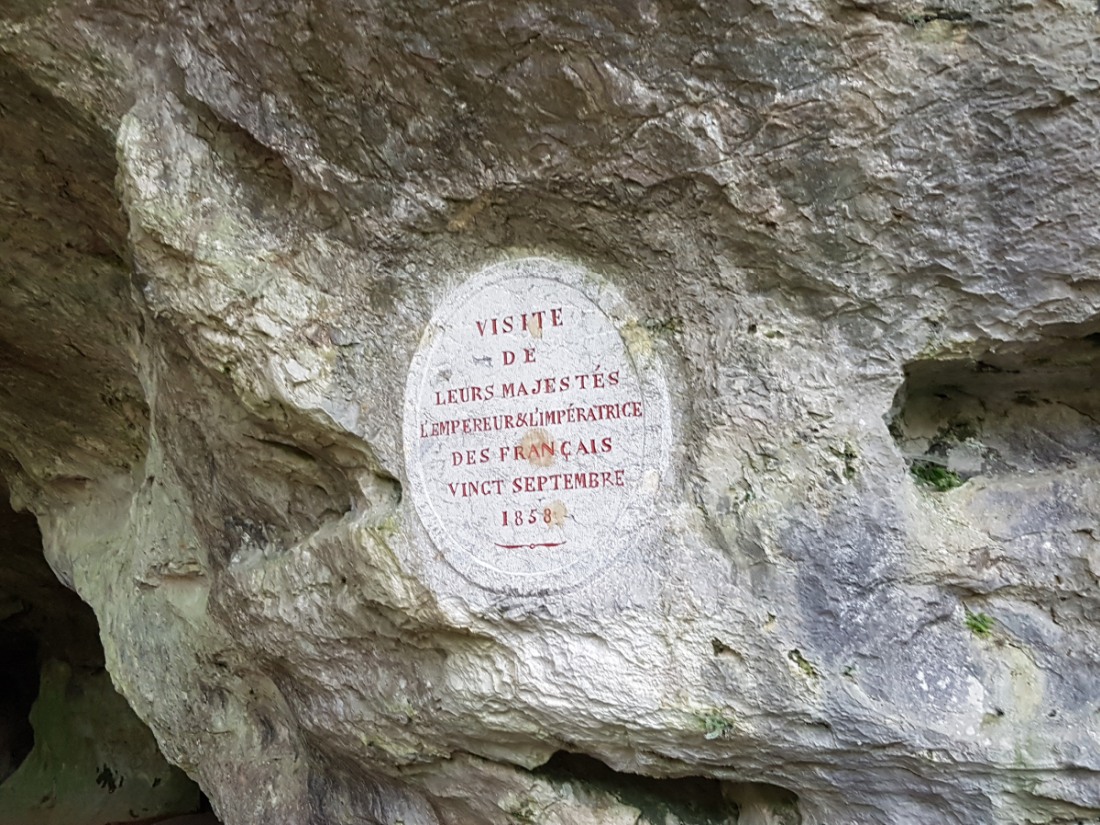 VISITE
DE
LEURS MAJESTÉS
L'EMPEREUR&L'IMPÉRATRICE
DES FRANÇAIS
VINGT SEPTEMBRE
1858.